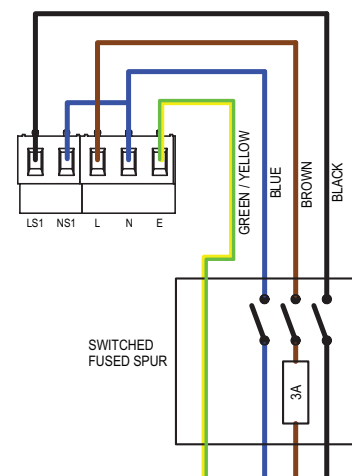 LS1 NS1 L N E
GREEN / YELLOW
BLUE
BROWN
BLACK
SWITCHED
FUSED SPUR
3A